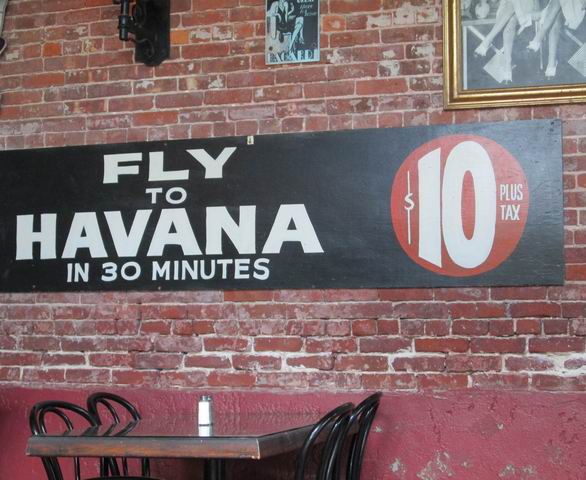 FLY
TO
HAVANA
IN 30 MINUTES
$10 PLUS
TAX